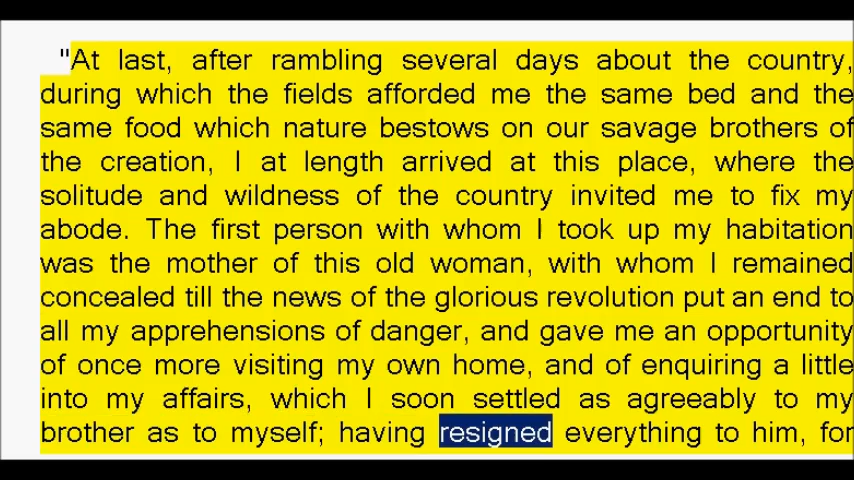 "At last, after rambling several days about the country,
during which the fields afforded me the same bed and the
same food which nature bestows on our savage brothers of
the creation, I at length arrived at this place, where the
solitude and wildness of the country invited me to fix my
abode. The first person with whom I took up my habitation
was the mother of this old woman, with whom I remained
concealed till the news of the glorious revolution put an end to
all my apprehensions of danger, and gave me an opportunity
of once more visiting my own home, and of enquiring a little
into my affairs, which I soon settled as agreeably to my
brother as to myself; having resigned everything to him, for